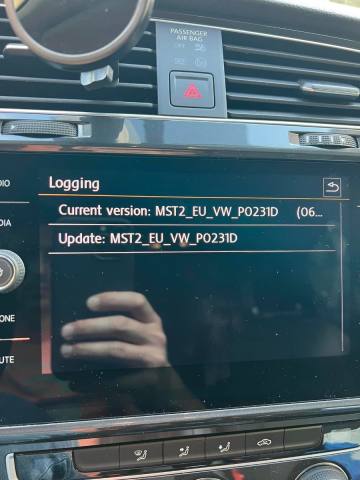 PASSENGER
AIR BAG
OFF
Logging
Current version: MST2_EU_VW_P0231D (06...
Update: MST2_EU_VW_P0231D
DIO
DIA
ONE
UTE